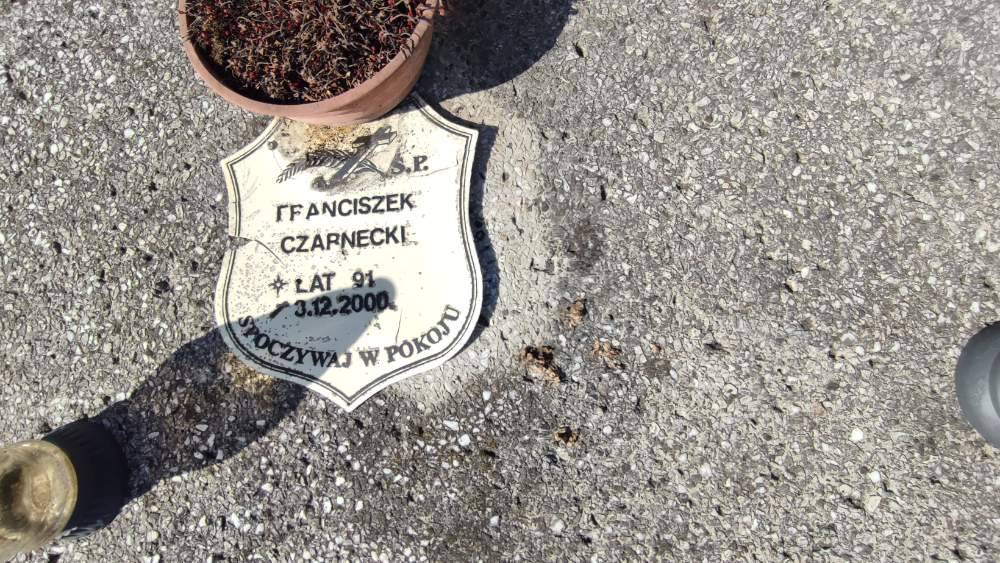 Ś.P.
FRANCISZEK
CZARNECKI
LAT 91
3.12.2000
SPOCZYWAJ W POKOJU